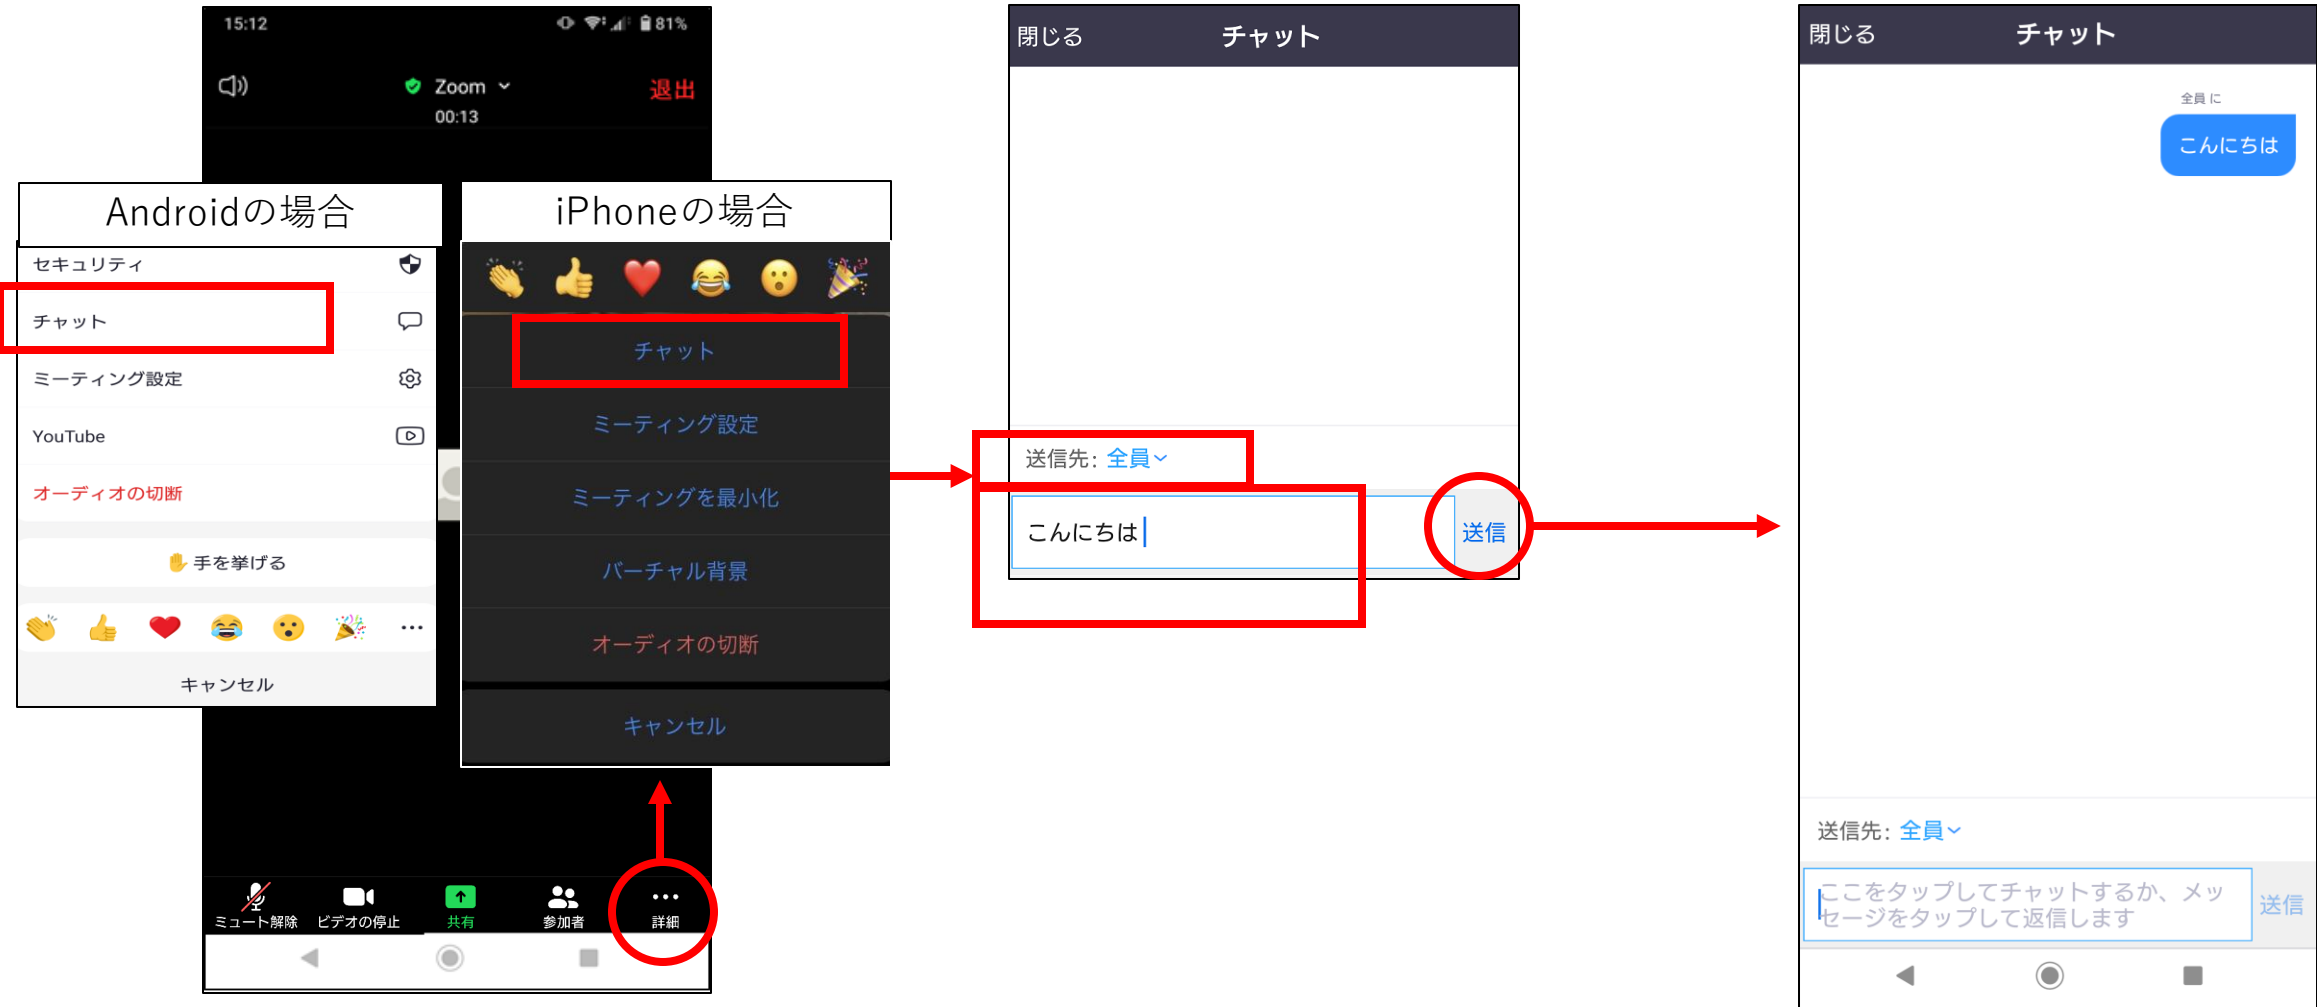 15:12
81%
Zoom
退出
00:13
Androidの場合
セキュリティ
チャット
ミーティング設定
YouTube
オーディオの切断
手を挙げる
キャンセル
iPhoneの場合
チャット
ミーティング設定
ミーティングを最小化
バーチャル背景
オーディオの切断
キャンセル
ミュート解除
ビデオの停止
共有
参加者
詳細
閉じる
チャット
送信先: 全員
こんにちは
送信
閉じる
チャット
全員 に
こんにちは
送信先: 全員
ここをタップしてチャットするか、メッ
セージをタップして返信します
送信